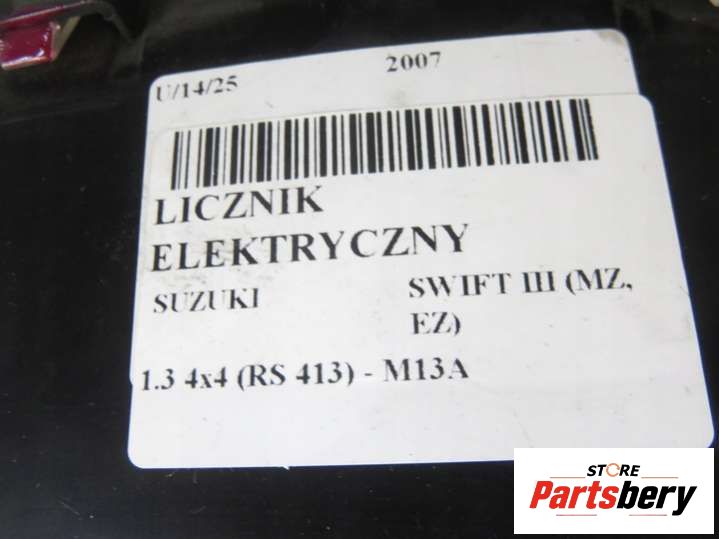 U/14/25 2007
LICZNIK
ELEKTRYCZNY
SUZUKI SWIFT III (MZ,
EZ)
1.3 4x4 (RS 413) - M13A
STORE
Partsbery